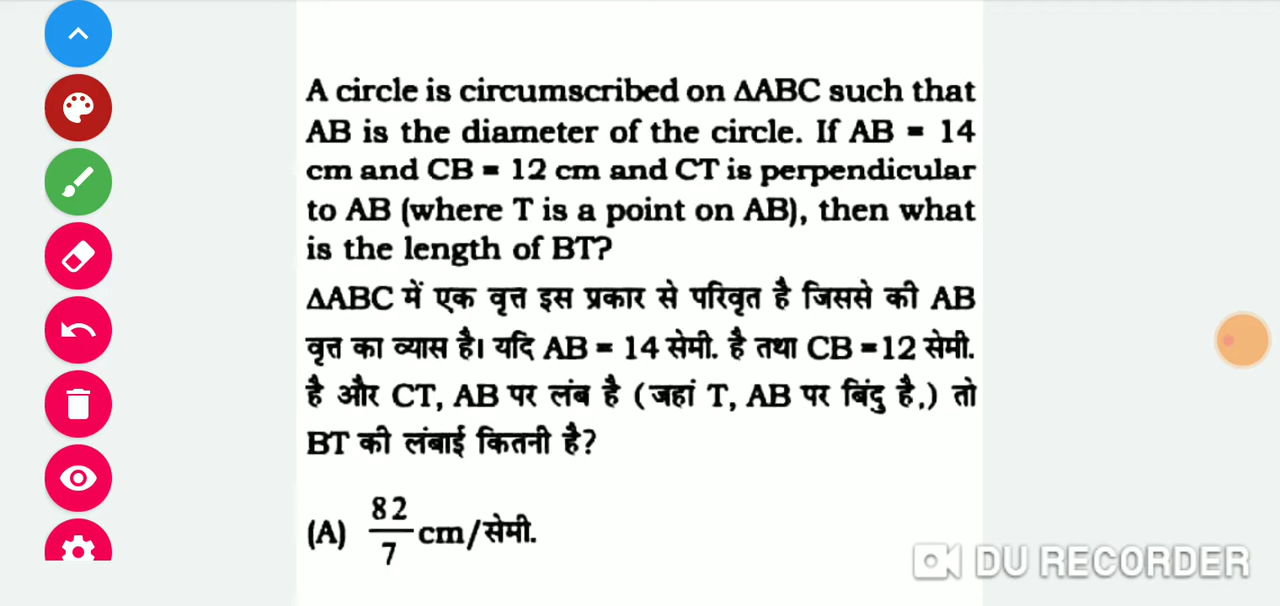 A circle is circumscribed on ΔABC such that
AB is the diameter of the circle. If AB = 14
cm and CB = 12 cm and CT is perpendicular
to AB (where T is a point on AB), then what
is the length of BT?
ΔABC में एक वृत्त इस प्रकार से परिवृत है जिससे की AB
वृत्त का व्यास है। यदि AB = 14 सेमी. है तथा CB =12 सेमी.
है और CT, AB पर लंब है (जहां T, AB पर बिंदु है,) तो
BT की लंबाई कितनी है?
(A) 82/7 cm/सेमी.
DU RECORDER